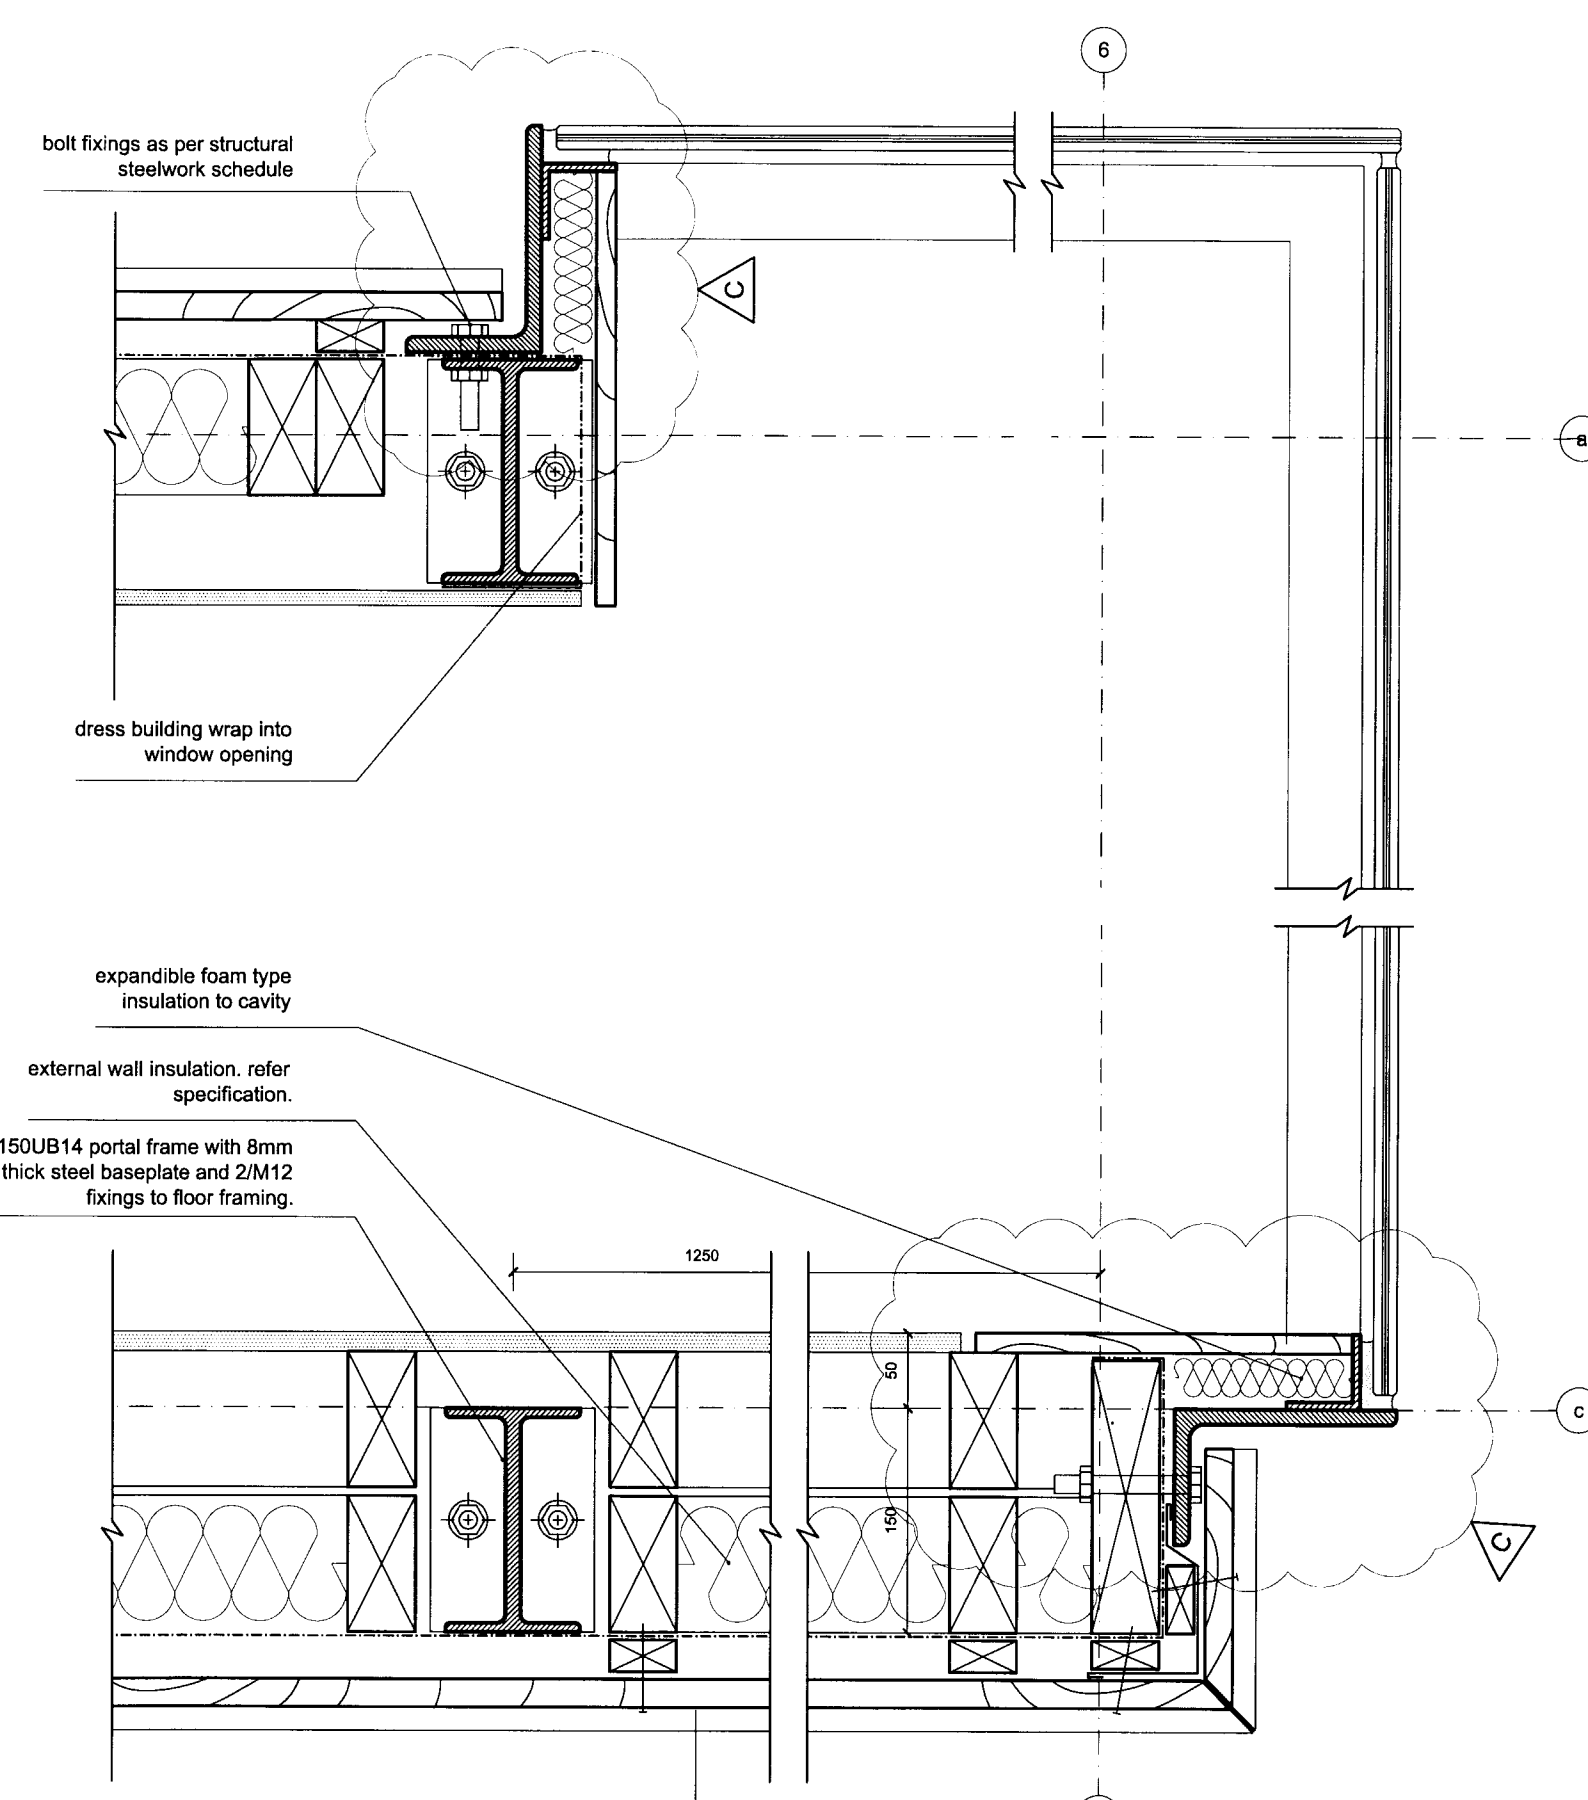 6
bolt fixings as per structural
steelwork schedule
C
a
dress building wrap into
window opening
expandible foam type
insulation to cavity
external wall insulation. refer
specification.
150UB14 portal frame with 8mm
thick steel baseplate and 2/M12
fixings to floor framing.
1250
50
c
150
C